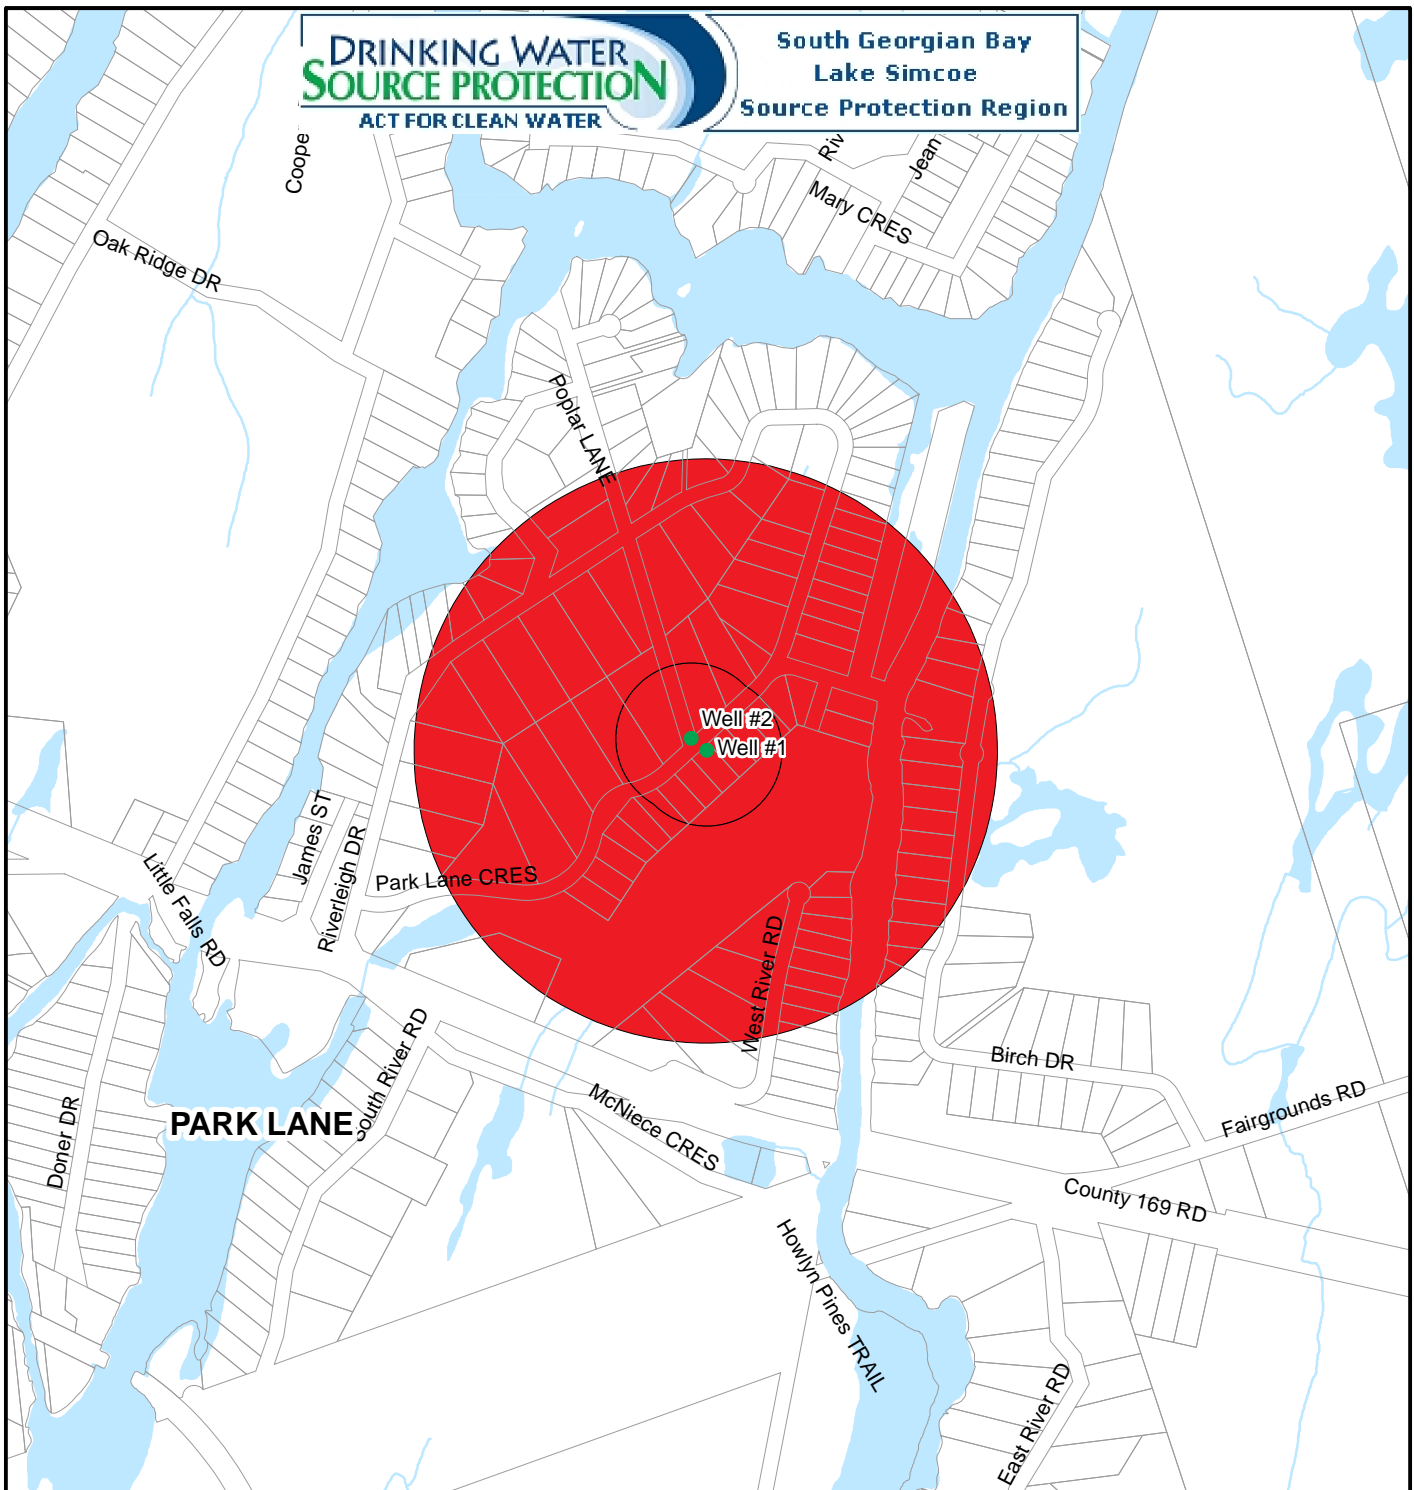 DRINKING WATER
SOURCE PROTECTION
ACT FOR CLEAN WATER
South Georgian Bay
Lake Simcoe
Source Protection Region
Coope
Riv
Jean
Mary CRES
Oak Ridge DR
Poplar LANE
Well #2
Well #1
James ST
Riverleigh DR
Park Lane CRES
Little Falls RD
West River RD
South River RD
Birch DR
Fairgrounds RD
McNiece CRES
PARK LANE
Doner DR
County 169 RD
Howlyn Pines TRAIL
East River RD